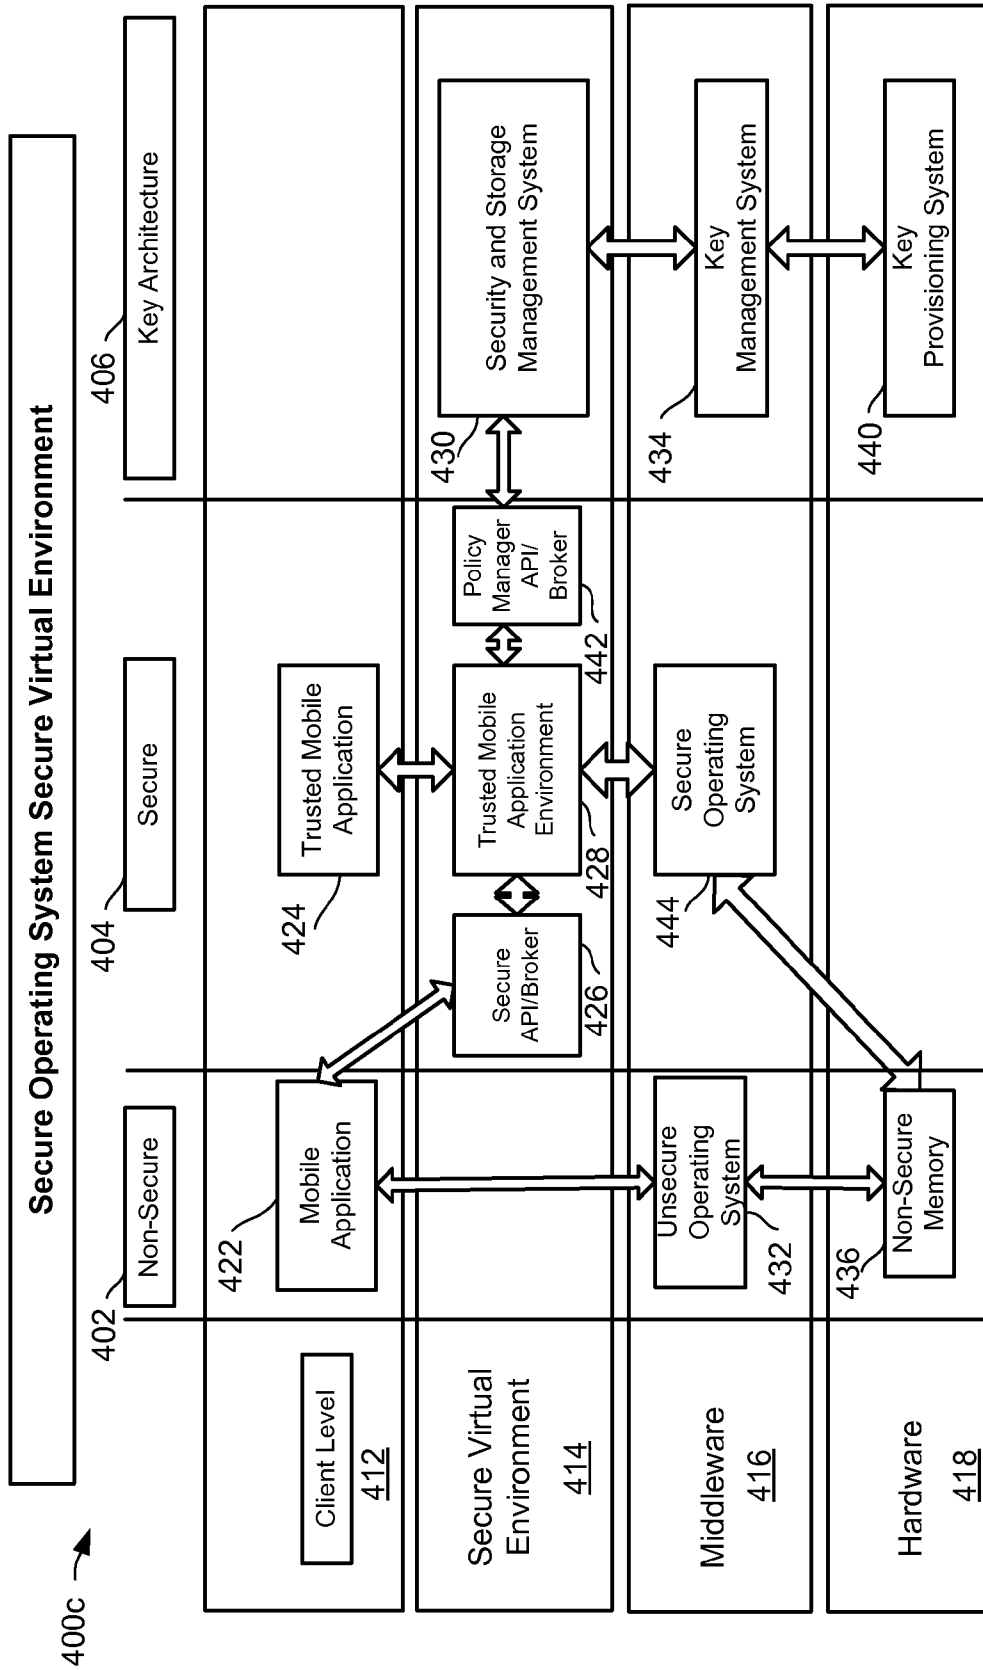 400c
Secure Operating System Secure Virtual Environment
402
404
406
Non-Secure
Secure
Key Architecture
Client Level
412
422
Mobile
Application
424
Trusted Mobile
Application
Secure Virtual
Environment
414
Secure
API/Broker
426
Trusted Mobile
Application
Environment
428
Policy
Manager
API/
Broker
442
430
Security and Storage
Management System
Middleware
416
Unsecure
Operating
System
432
444
Secure
Operating
System
434
Key
Management System
Hardware
418
436
Non-Secure
Memory
440
Key
Provisioning System